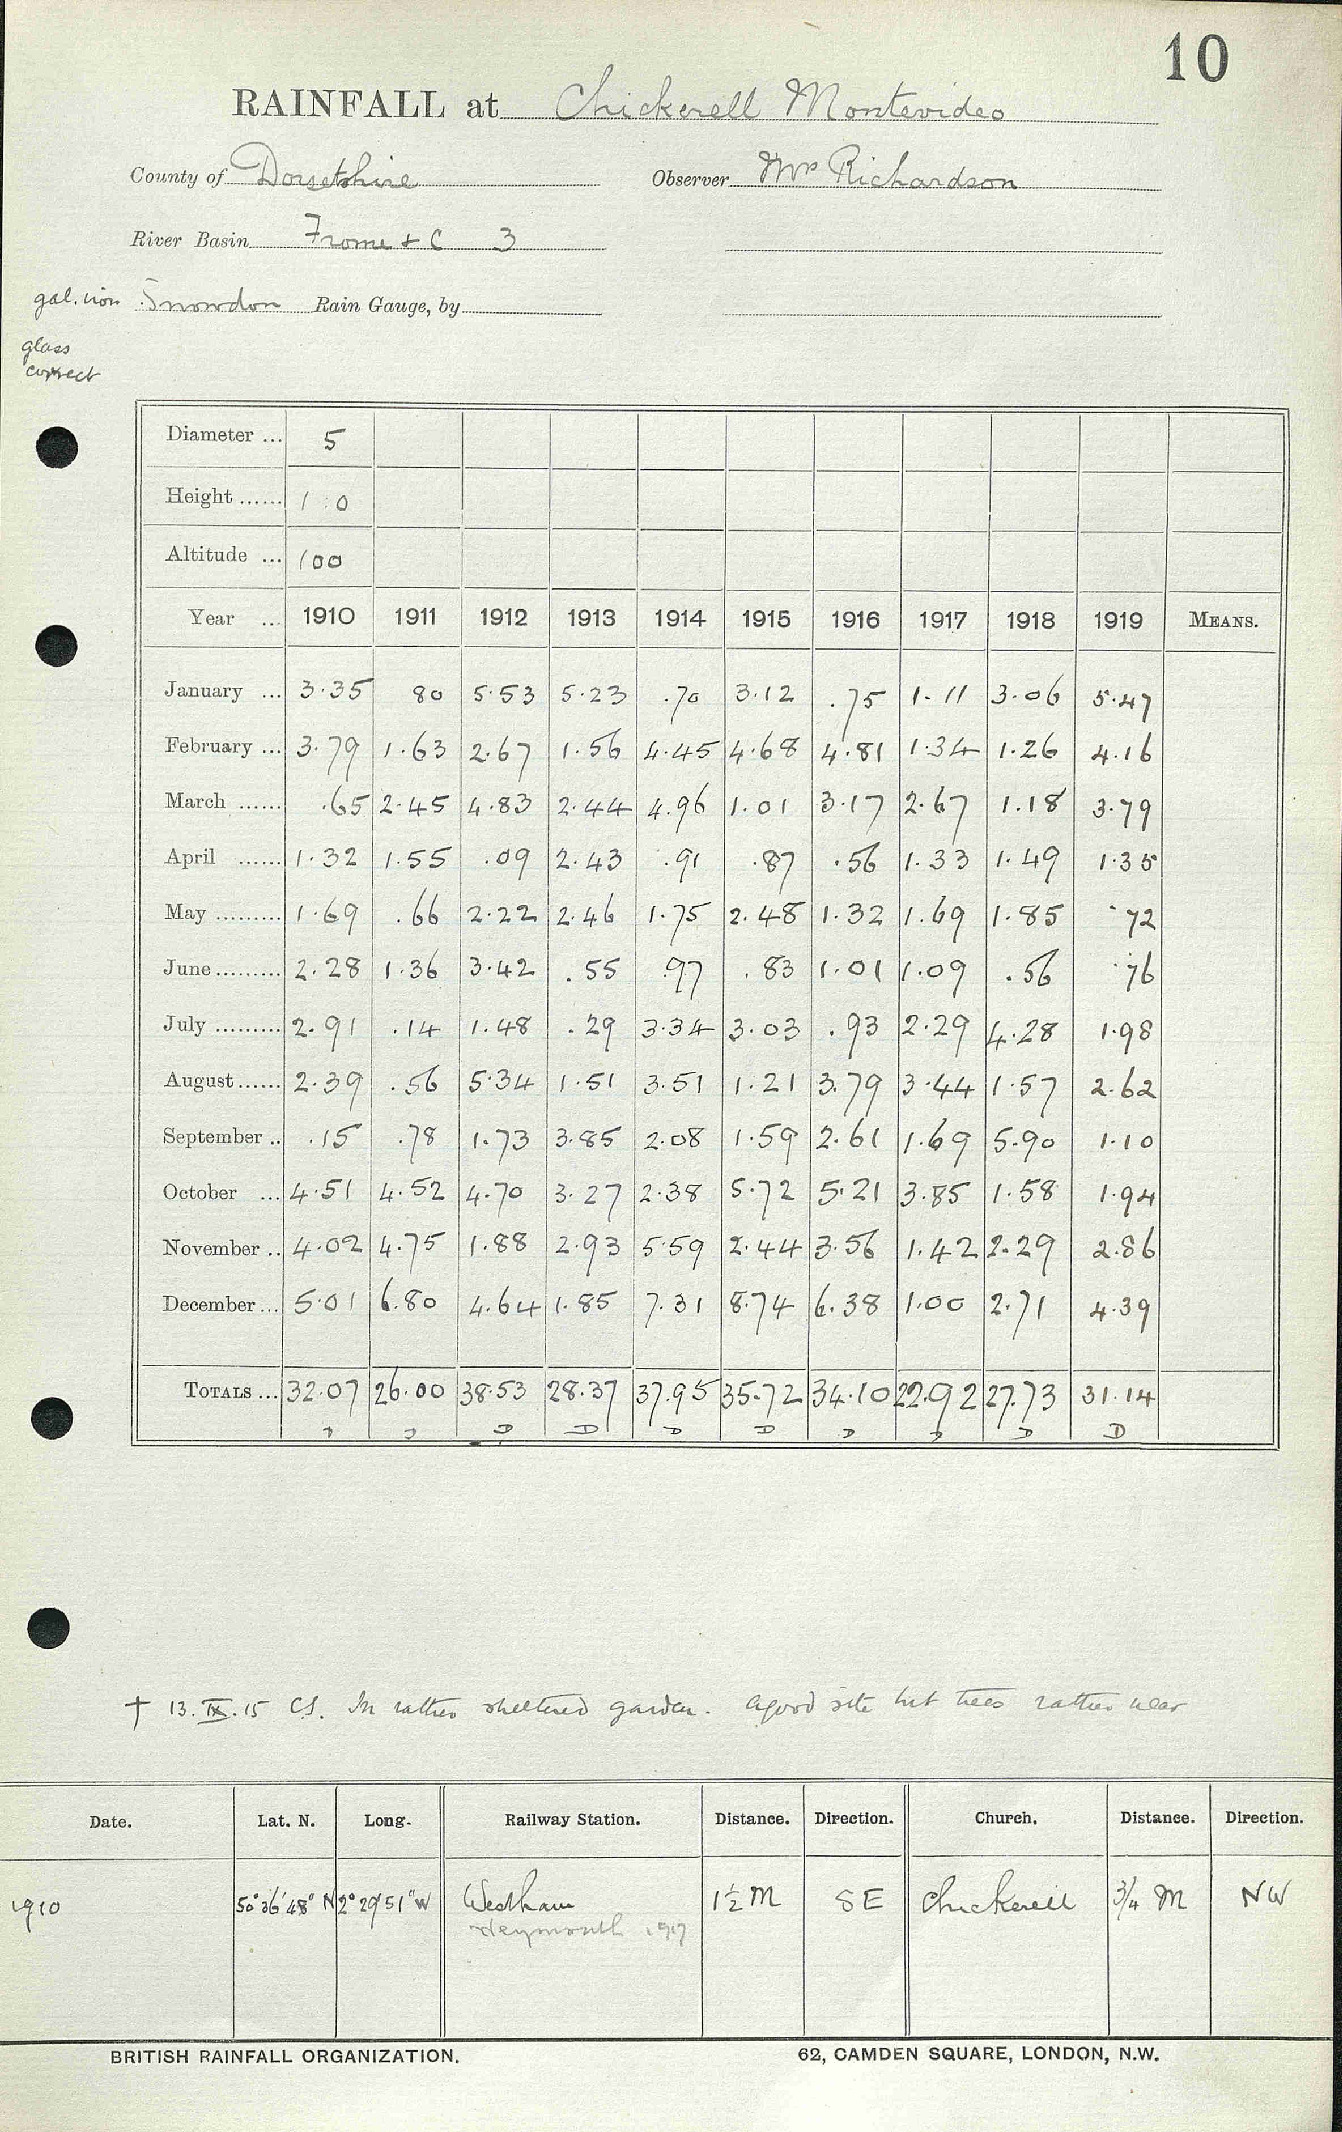 10
RAINFALL at Chickerell Montevideo
County of Dorsetshire Observer Mrs Richardson
River Basin Frome & C 3
gal. iron Snowdon Rain Gauge, by
glass
correct
Diameter ... 5
Height ...... 1 : 0
Altitude ... 100
Year ... 1910 1911 1912 1913 1914 1915 1916 1917 1918 1919 MEANS.
January ... 3.35 80 5.53 5.23 .70 3.12 .75 1.11 3.06 5.47
February ... 3.79 1.63 2.67 1.56 4.45 4.68 4.81 1.34 1.26 4.16
March ...... .65 2.45 4.83 2.44 4.96 1.01 3.17 2.67 1.18 3.79
April ...... 1.32 1.55 .09 2.43 .91 .87 .56 1.33 1.49 1.35
May ......... 1.69 .66 2.22 2.46 1.75 2.48 1.32 1.69 1.85 .72
June ......... 2.28 1.36 3.42 .55 .97 .83 1.01 1.09 .56 .76
July ......... 2.91 .14 1.48 .29 3.34 3.03 .93 2.29 4.28 1.98
August ...... 2.39 .56 5.34 1.51 3.51 1.21 3.79 3.44 1.57 2.62
September .. .15 .78 1.73 3.85 2.08 1.59 2.61 1.69 5.90 1.10
October ... 4.51 4.52 4.70 3.27 2.38 5.72 5.21 3.85 1.58 1.94
November .. 4.02 4.75 1.88 2.93 5.59 2.44 3.56 1.42 2.29 2.86
December ... 5.01 6.80 4.64 1.85 7.31 8.74 6.38 1.00 2.71 4.39
TOTALS ... 32.07 26.00 38.53 28.37 37.95 35.72 34.10 22.92 27.73 31.14
D D D D D D D D D D
† 13.IX.15 CS. In rather sheltered garden. A good site but trees rather near
Date. Lat. N. Long. Railway Station. Distance. Direction. Church. Distance. Direction.
1910 50°36'48" N 2°29'51"W Westham 1½ M SE Chickerell 3/4 M NW
Weymouth 1917
BRITISH RAINFALL ORGANIZATION. 62, CAMDEN SQUARE, LONDON, N.W.